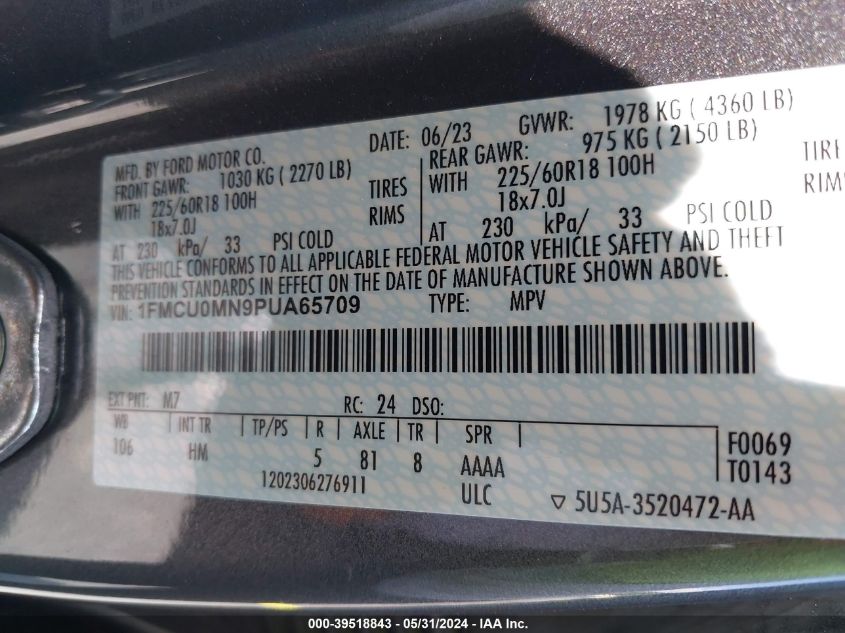 DATE: 06/23 GVWR: 1978 KG ( 4360 LB)
MFD. BY FORD MOTOR CO.
FRONT GAWR: 1030 KG ( 2270 LB) REAR GAWR: 975 KG ( 2150 LB)
WITH 225/60R18 100H TIRES WITH 225/60R18 100H TIRE
18x7.0J RIMS 18x7.0J RIMS
AT 230 kPa/ 33 PSI COLD AT 230 kPa/ 33 PSI COLD
THIS VEHICLE CONFORMS TO ALL APPLICABLE FEDERAL MOTOR VEHICLE SAFETY AND THEFT
PREVENTION STANDARDS IN EFFECT ON THE DATE OF MANUFACTURE SHOWN ABOVE.
VIN: 1FMCU0MN9PUA65709 TYPE: MPV
EXT PNT: M7 RC: 24 DSO:
WB INT TR TP/PS R AXLE TR SPR F0069
106 HM 5 81 8 AAAA T0143
1202306276911 ULC ▽ 5U5A-3520472-AA
000-39518843 - 05/31/2024 - IAA Inc.